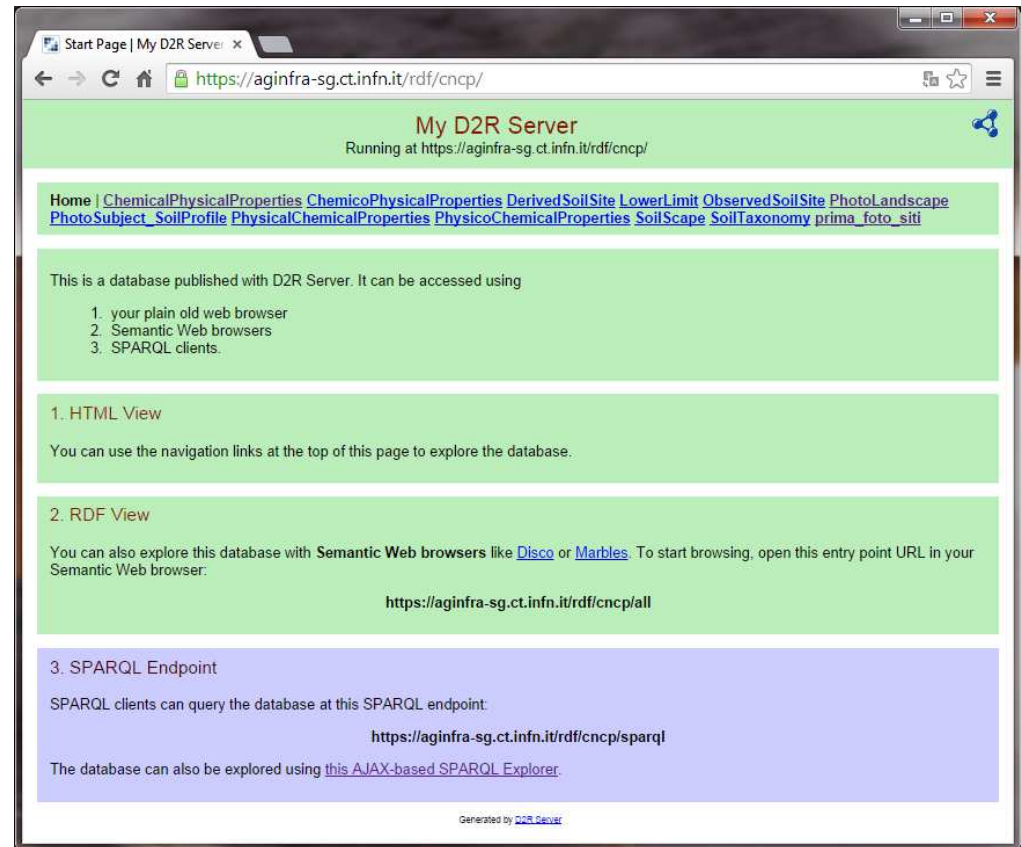 Start Page | My D2R Server
https://aginfra-sg.ct.infn.it/rdf/cncp/
My D2R Server
Running at https://aginfra-sg.ct.infn.it/rdf/cncp/
Home | ChemicalPhysicalProperties ChemicoPhysicalProperties DerivedSoilSite LowerLimit ObservedSoilSite PhotoLandscape
PhotoSubject_SoilProfile PhysicalChemicalProperties PhysicoChemicalProperties SoilScape SoilTaxonomy prima_foto_siti
This is a database published with D2R Server. It can be accessed using
1. your plain old web browser
2. Semantic Web browsers
3. SPARQL clients.
1. HTML View
You can use the navigation links at the top of this page to explore the database.
2. RDF View
You can also explore this database with Semantic Web browsers like Disco or Marbles. To start browsing, open this entry point URL in your
Semantic Web browser:
https://aginfra-sg.ct.infn.it/rdf/cncp/all
3. SPARQL Endpoint
SPARQL clients can query the database at this SPARQL endpoint:
https://aginfra-sg.ct.infn.it/rdf/cncp/sparql
The database can also be explored using this AJAX-based SPARQL Explorer.
Generated by D2R Server